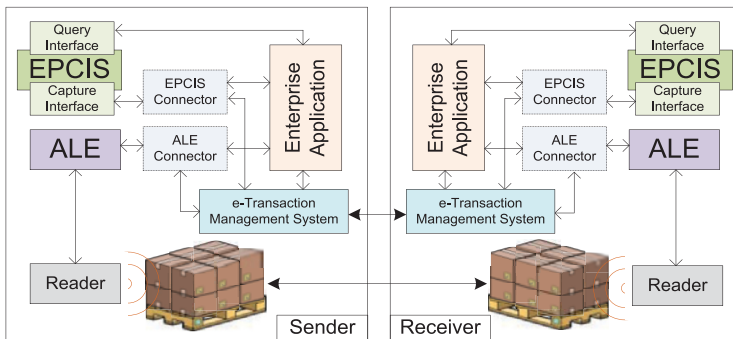 Query
Interface
EPCIS
Capture
Interface
EPCIS
Connector
ALE
ALE
Connector
Enterprise
Application
e-Transaction
Management System
Reader
Sender
Query
Interface
EPCIS
Capture
Interface
Enterprise
Application
EPCIS
Connector
ALE
Connector
ALE
e-Transaction
Management System
Reader
Receiver